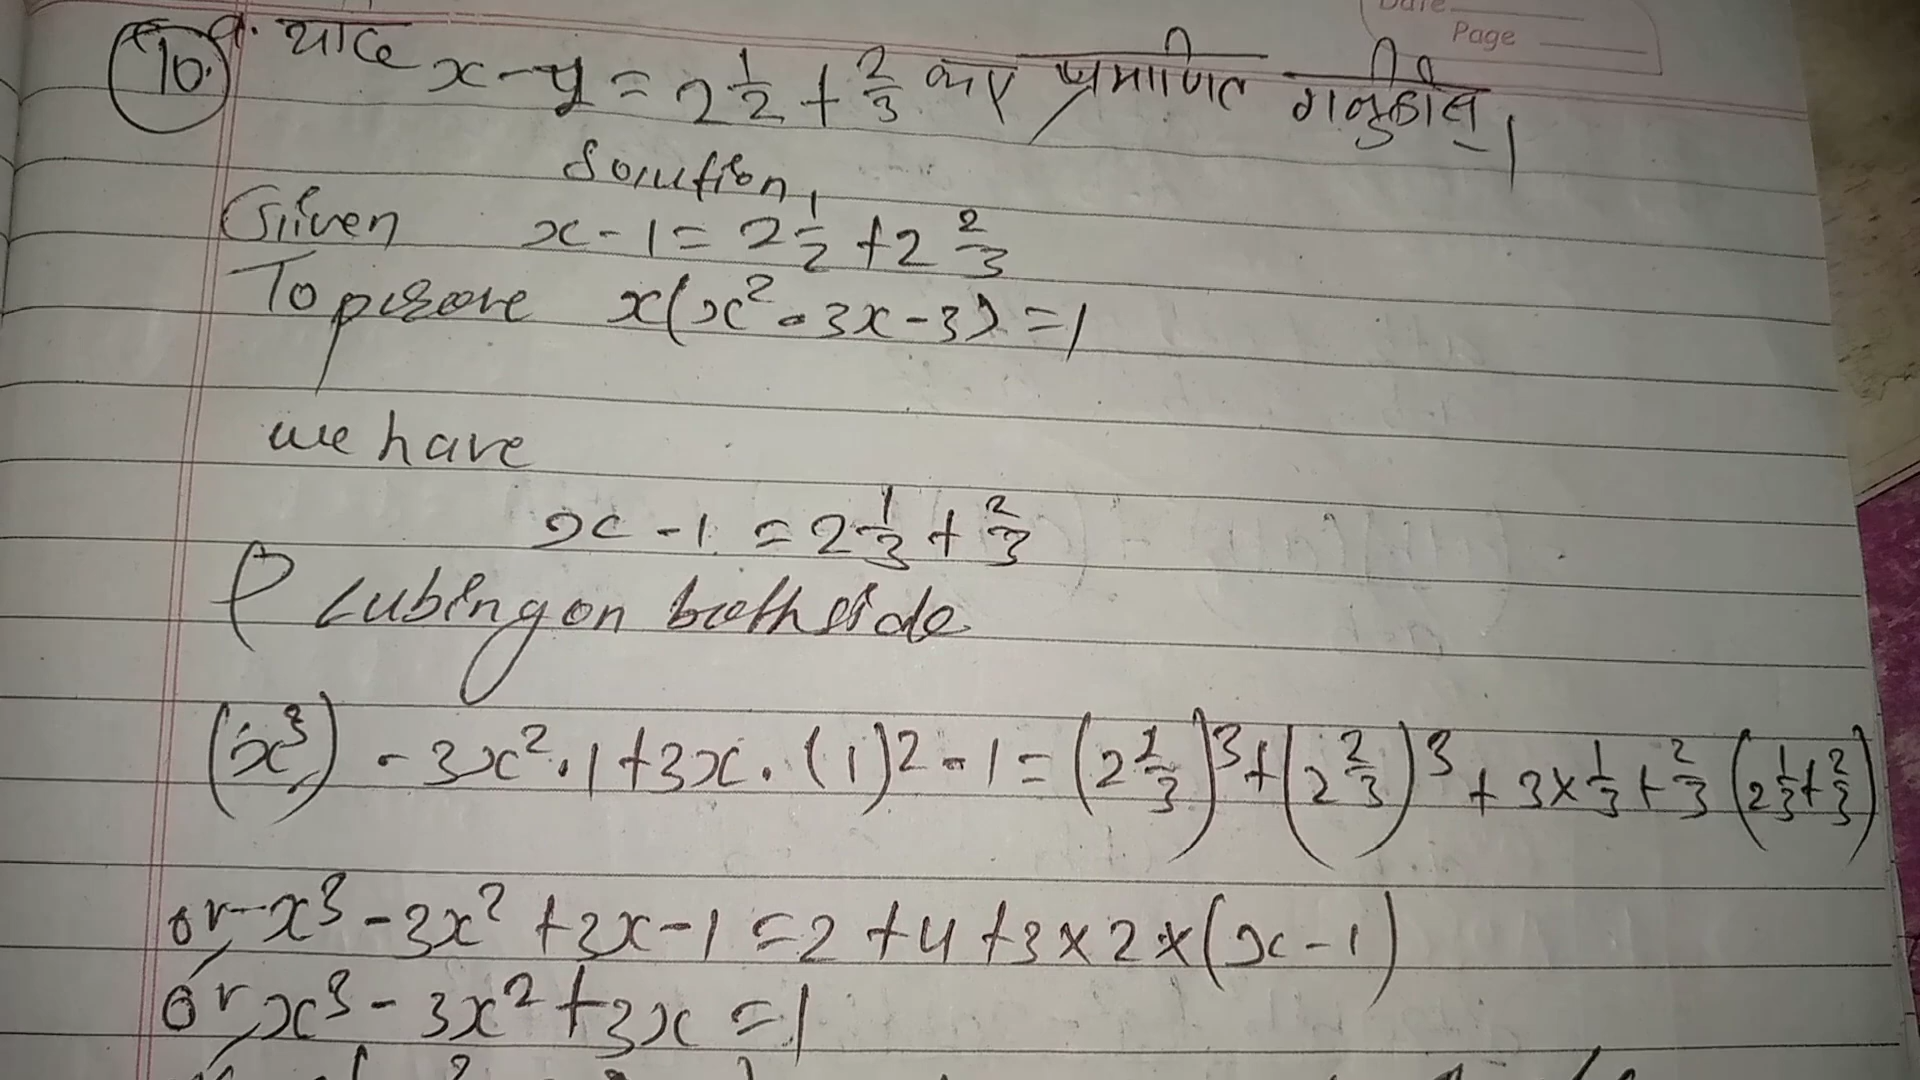 Date
Page
10. a. यदि x-y = 2 1/2 + 2/3 भए प्रमाणित गर्नुहोस्।
Solution,
Given x-1 = 2 1/2 + 2 2/3
To prove x(x² - 3x - 3) = 1
we have
x - 1 = 2 1/3 + 2/3
cubing on both side
(x³) - 3x².1 + 3x.(1)2 - 1 = (2 1/3)³ + (2 2/3)³ + 3 x 1/3 + 2/3 (2 1/3 + 2/3)
or x³ - 3x² + 3x - 1 = 2 + 4 + 3 x 2 x (x - 1)
or x³ - 3x² + 3x = 1